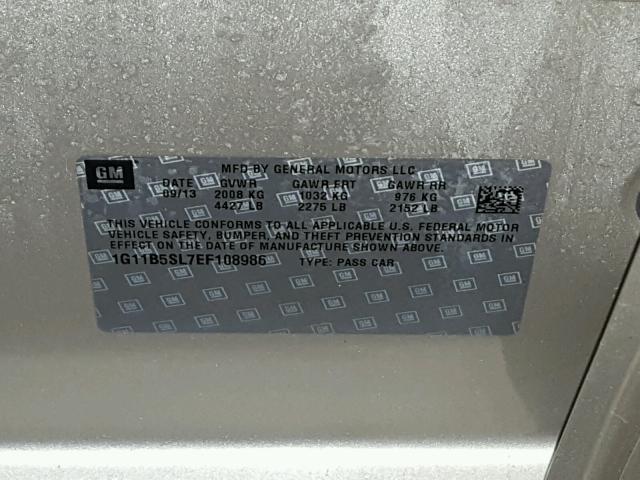 GM
MFD BY GENERAL MOTORS LLC
DATE GVWR GAWR FRT GAWR RR
09/13 2008 KG 1032 KG 976 KG
4427 LB 2275 LB 2152 LB
THIS VEHICLE CONFORMS TO ALL APPLICABLE U.S. FEDERAL MOTOR
VEHICLE SAFETY, BUMPER, AND THEFT PREVENTION STANDARDS IN
EFFECT ON THE DATE OF MANUFACTURE SHOWN ABOVE.
1G11B5SL7EF108986 TYPE: PASS CAR